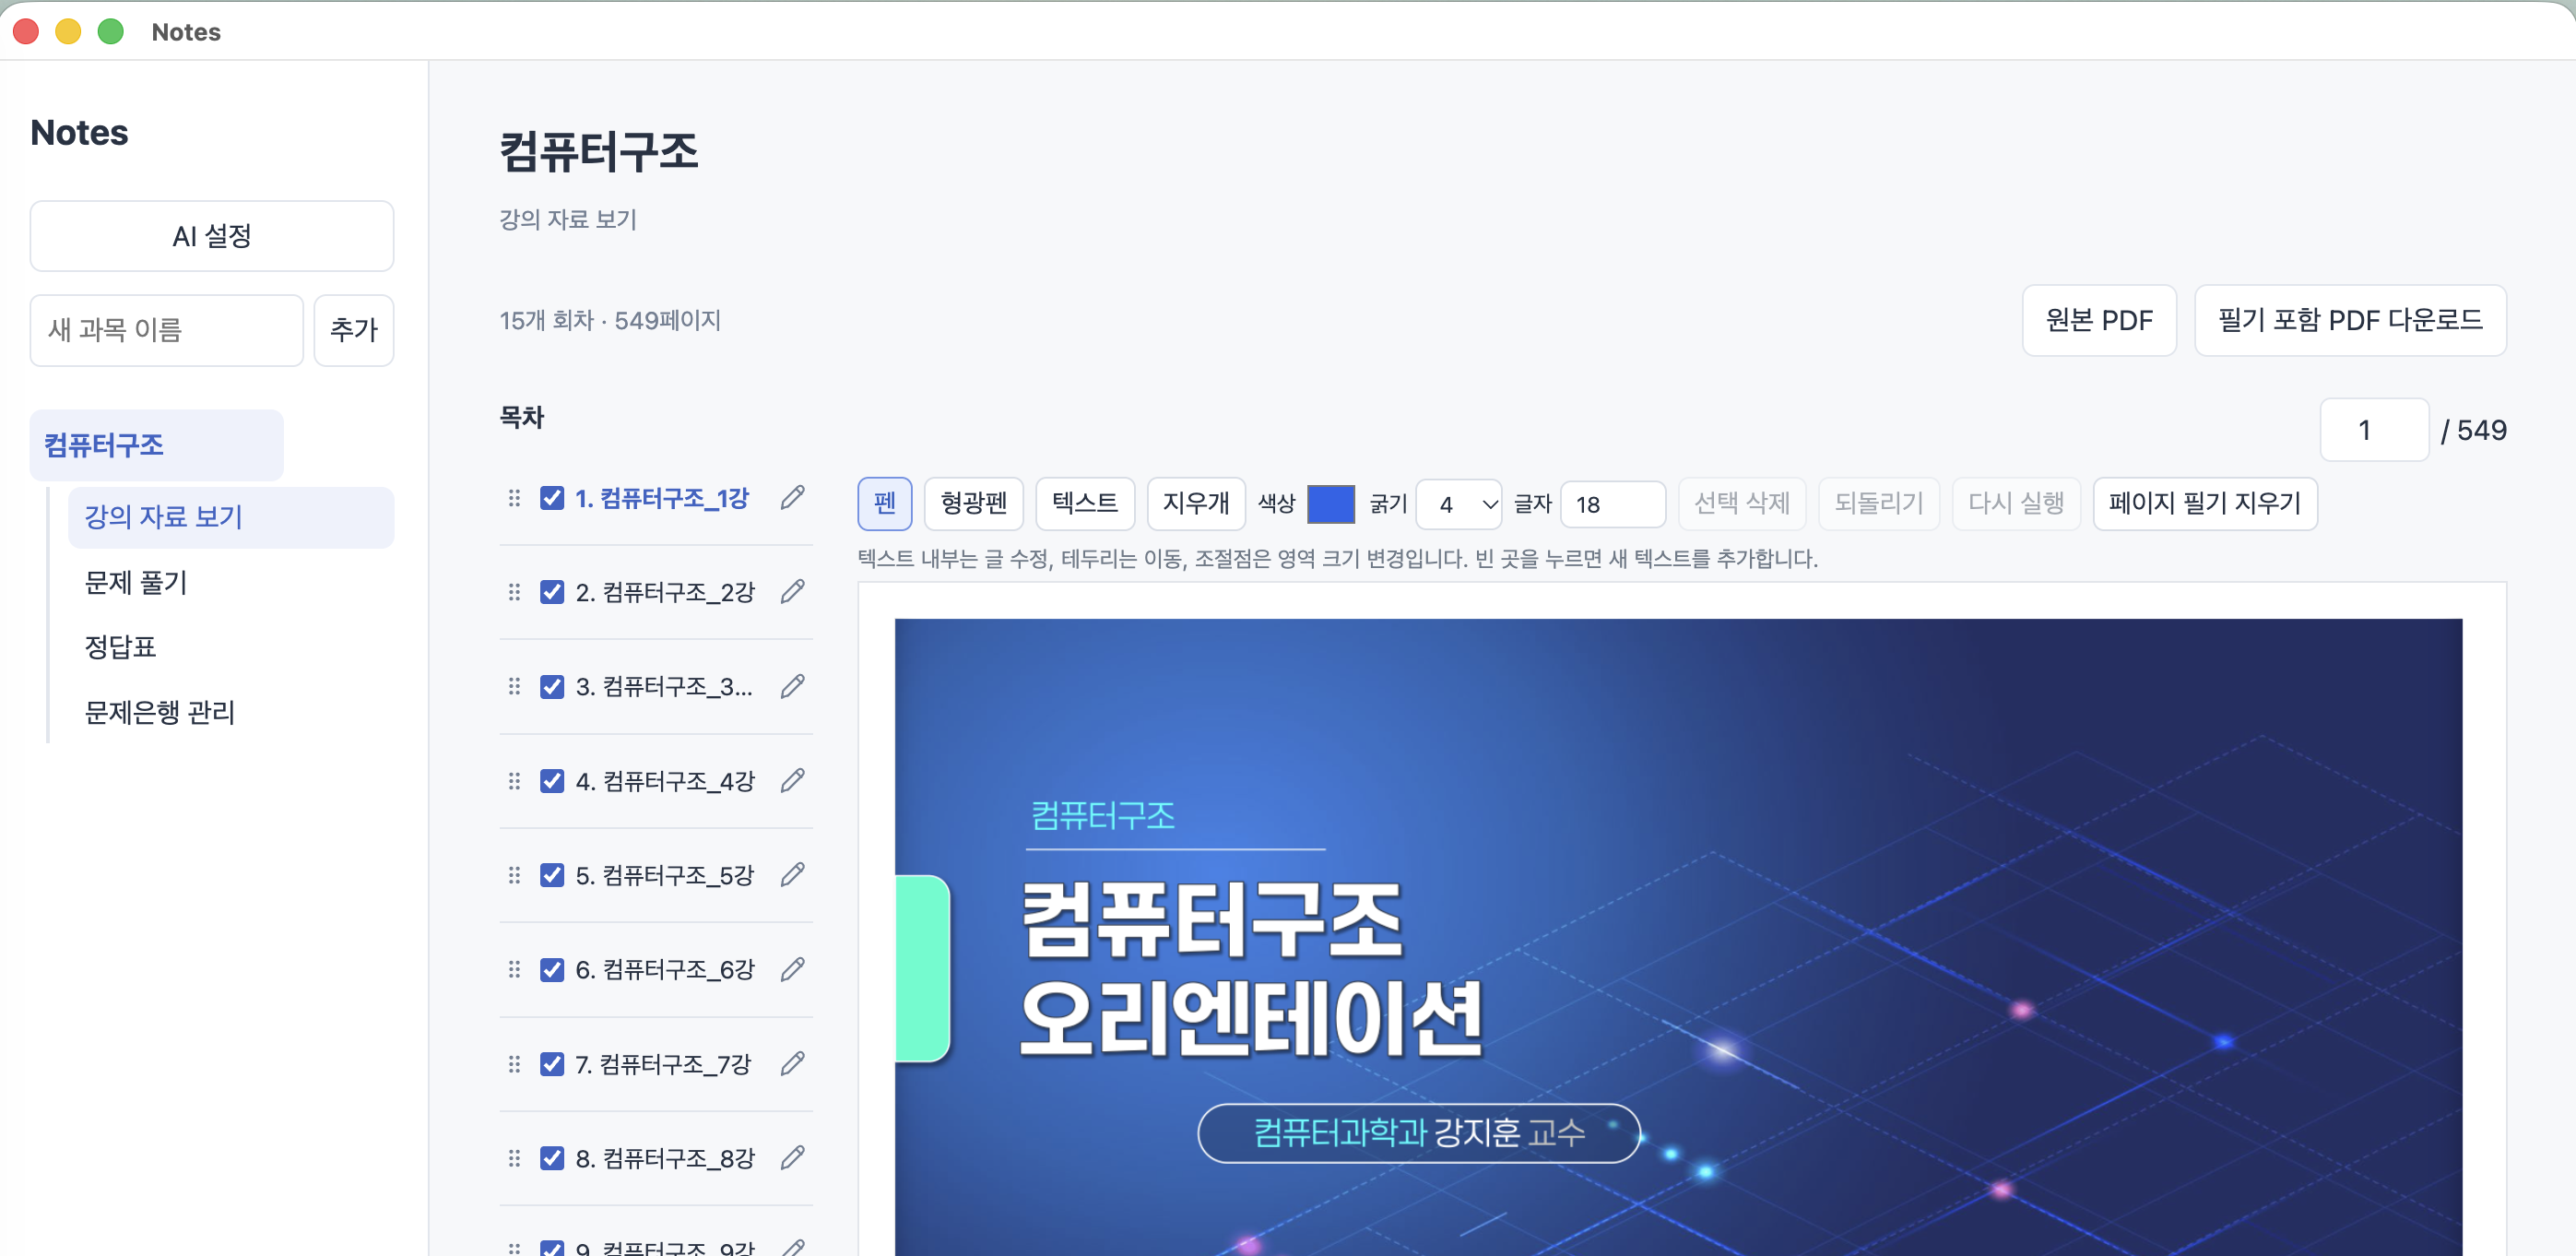 Notes
Notes
AI 설정
새 과목 이름
추가
컴퓨터구조
강의 자료 보기
문제 풀기
정답표
문제은행 관리
컴퓨터구조
강의 자료 보기
15개 회차 · 549페이지
원본 PDF
필기 포함 PDF 다운로드
목차
1 / 549
1. 컴퓨터구조_1강
2. 컴퓨터구조_2강
3. 컴퓨터구조_3...
4. 컴퓨터구조_4강
5. 컴퓨터구조_5강
6. 컴퓨터구조_6강
7. 컴퓨터구조_7강
8. 컴퓨터구조_8강
9. 컴퓨터구조_9강
펜 형광펜 텍스트 지우개 색상 굵기 4 글자 18 선택 삭제 되돌리기 다시 실행 페이지 필기 지우기
텍스트 내부는 글 수정, 테두리는 이동, 조절점은 영역 크기 변경입니다. 빈 곳을 누르면 새 텍스트를 추가합니다.
컴퓨터구조
컴퓨터구조
오리엔테이션
컴퓨터과학과 강지훈 교수